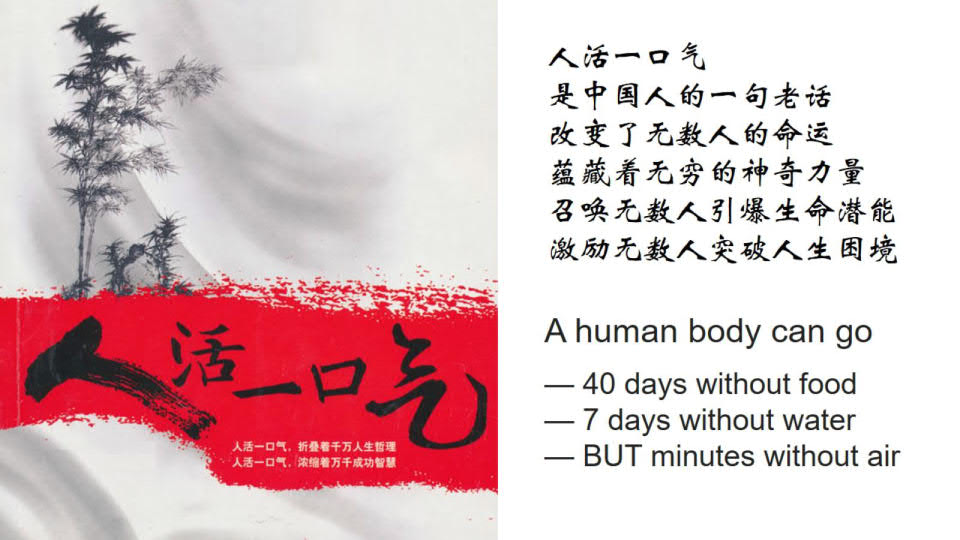 人活一口气
人活一口气，折叠着千万人生哲理
人活一口气，浓缩着万千成功智慧
人活一口气
是中国人的一句老话
改变了无数人的命运
蕴藏着无穷的神奇力量
召唤无数人引爆生命潜能
激励无数人突破人生困境
A human body can go
— 40 days without food
— 7 days without water
— BUT minutes without air